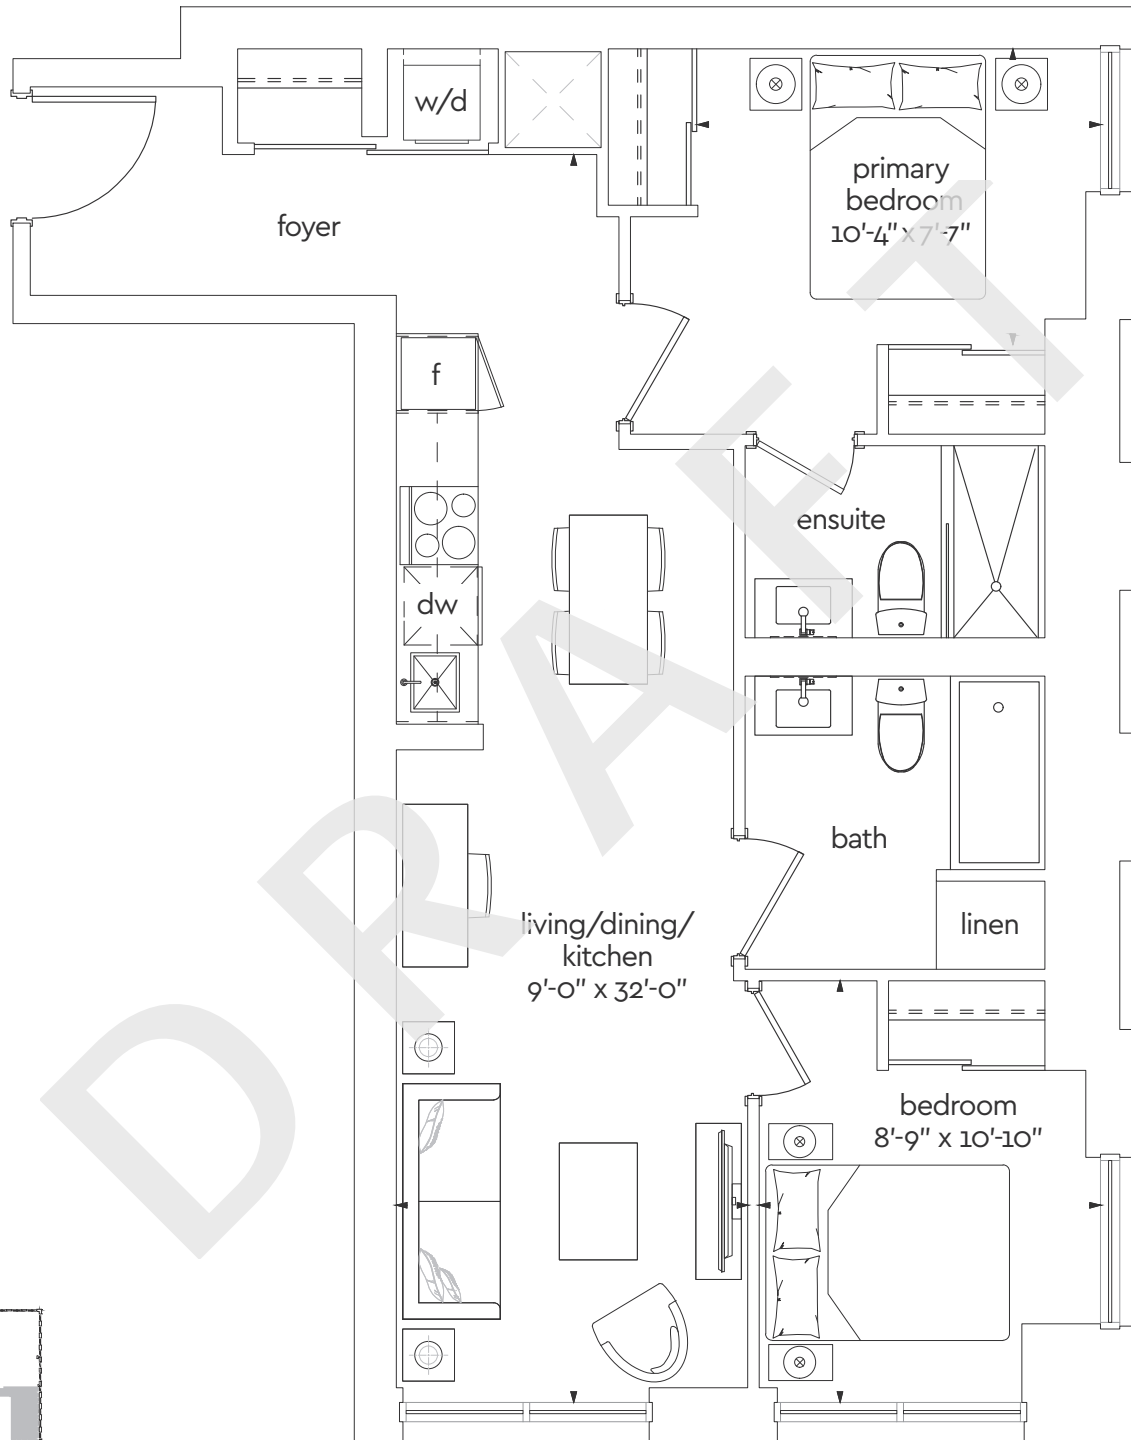 w/d
primary
bedroom
10'-4" x 7'-7"
foyer
f
ensuite
dw
bath
living/dining/
kitchen
9'-0" x 32'-0"
linen
bedroom
8'-9" x 10'-10"
DRAFT